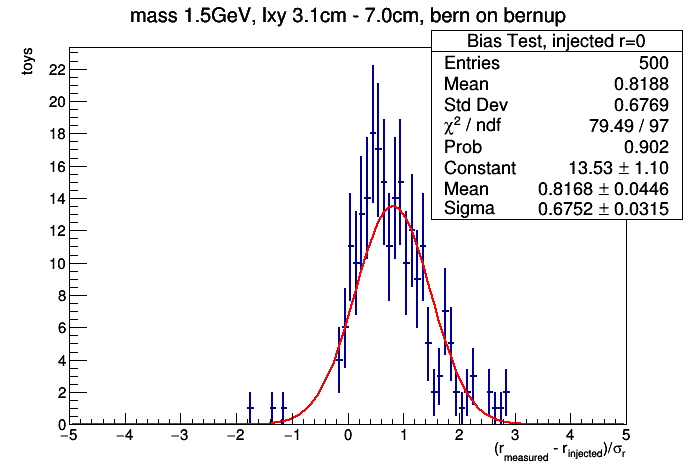 mass 1.5GeV, lxy 3.1cm - 7.0cm, bern on bernup
Bias Test, injected r=0
Entries 500
Mean 0.8188
Std Dev 0.6769
χ² / ndf 79.49 / 97
Prob 0.902
Constant 13.53 ± 1.10
Mean 0.8168 ± 0.0446
Sigma 0.6752 ± 0.0315
toys
22
20
18
16
14
12
10
8
6
4
2
0
−5 −4 −3 −2 −1 0 1 2 3 4 5
(r_measured - r_injected)/σ_r